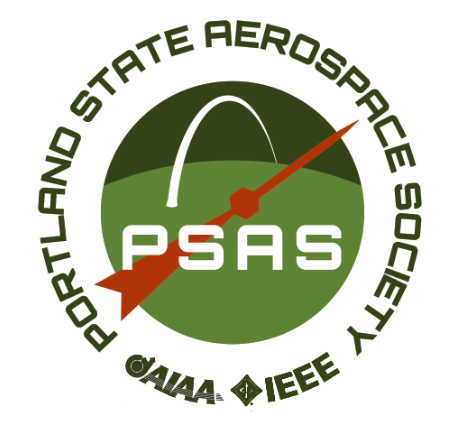 PORTLAND STATE AEROSPACE SOCIETY
PSAS
AIAA IEEE